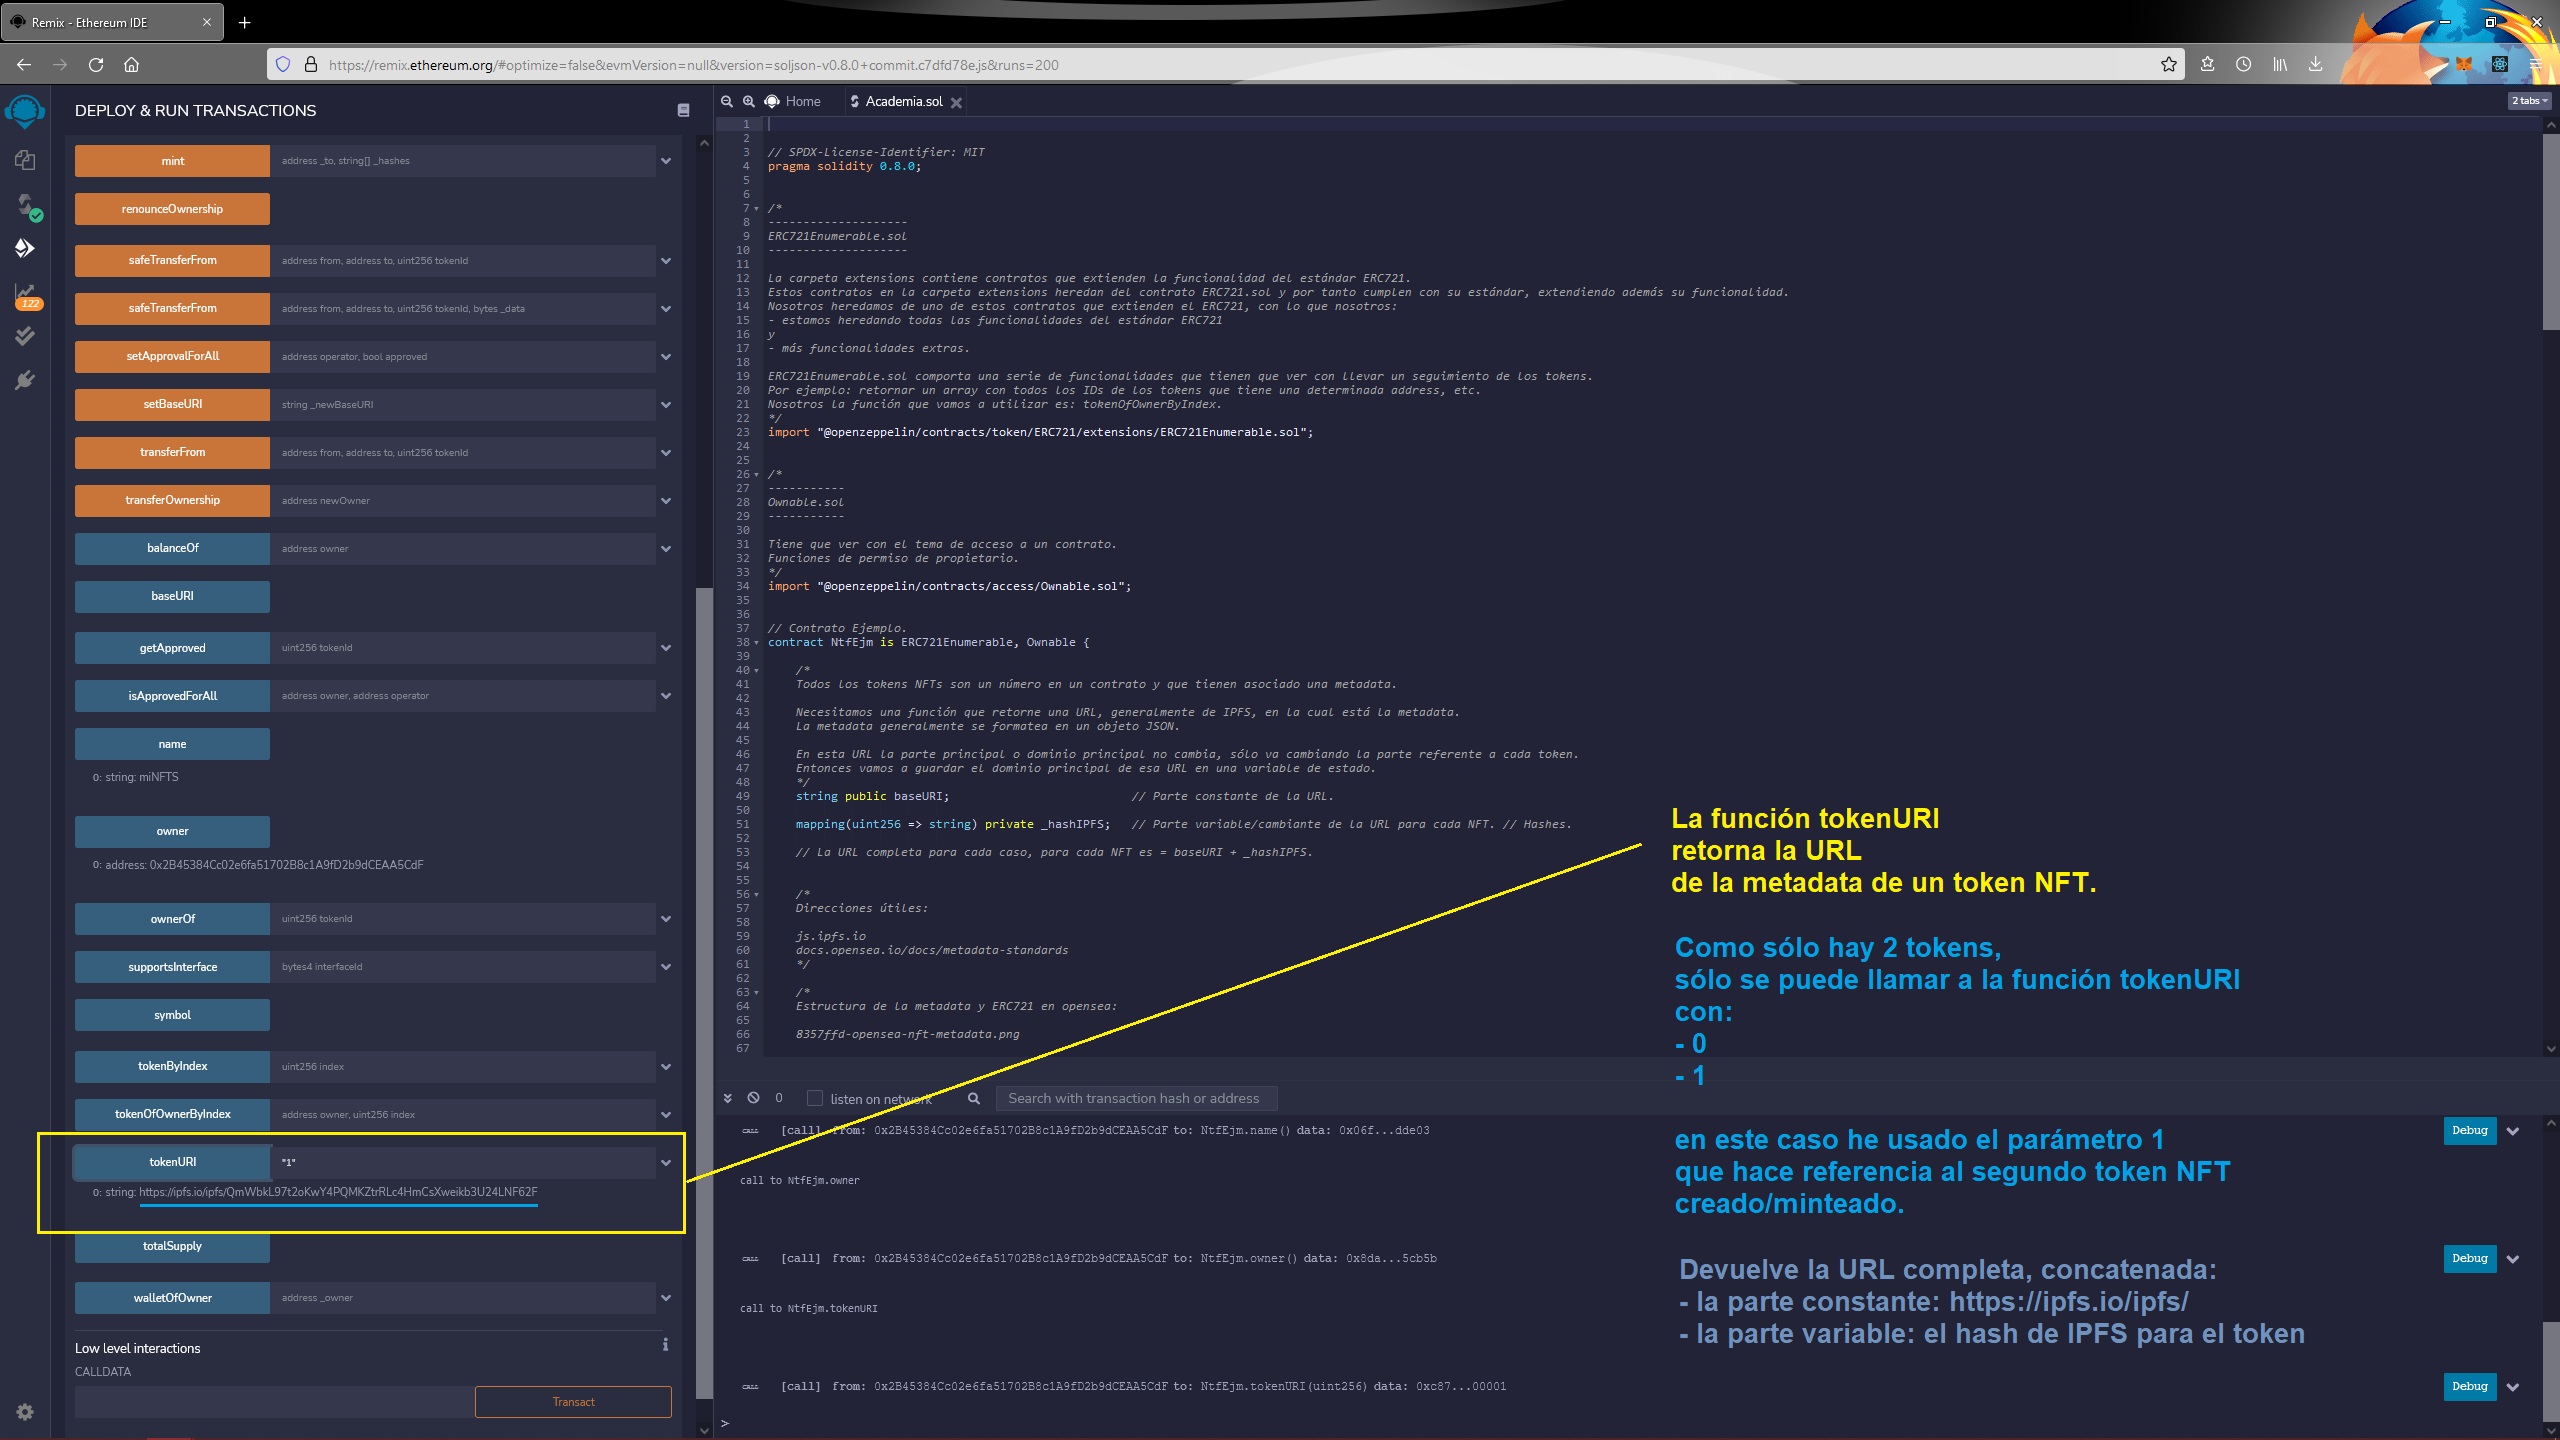 Remix - Ethereum IDE
https://remix.ethereum.org/#optimize=false&evmVersion=null&version=soljson-v0.8.0+commit.c7dfd78e.js&runs=200
DEPLOY & RUN TRANSACTIONS
mint address _to, string[] _hashes
renounceOwnership
safeTransferFrom address from, address to, uint256 tokenId
122
safeTransferFrom address from, address to, uint256 tokenId, bytes _data
setApprovalForAll address operator, bool approved
setBaseURI string _newBaseURI
transferFrom address from, address to, uint256 tokenId
transferOwnership address newOwner
balanceOf address owner
baseURI
getApproved uint256 tokenId
isApprovedForAll address owner, address operator
name
0: string: miNFTS
owner
0: address: 0x2B45384Cc02e6fa51702B8c1A9fD2b9dCEAA5CdF
ownerOf uint256 tokenId
supportsInterface bytes4 interfaceId
symbol
tokenByIndex uint256 index
tokenOfOwnerByIndex address owner, uint256 index
tokenURI "1"
0: string: https://ipfs.io/ipfs/QmWbkL97t2oKwY4PQMKZtrRLc4HmCsXweikb3U24LNF62F
totalSupply
walletOfOwner address _owner
Low level interactions
CALLDATA
Transact
Home Academia.sol 2 tabs
1
2
3 // SPDX-License-Identifier: MIT
4 pragma solidity 0.8.0;
5
6
7 /*
8 --------------------
9 ERC721Enumerable.sol
10 --------------------
11
12 La carpeta extensions contiene contratos que extienden la funcionalidad del estándar ERC721.
13 Estos contratos en la carpeta extensions heredan del contrato ERC721.sol y por tanto cumplen con su estándar, extendiendo además su funcionalidad.
14 Nosotros heredamos de uno de estos contratos que extienden el ERC721, con lo que nosotros:
15 - estamos heredando todas las funcionalidades del estándar ERC721
16 y
17 - más funcionalidades extras.
18
19 ERC721Enumerable.sol comporta una serie de funcionalidades que tienen que ver con llevar un seguimiento de los tokens.
20 Por ejemplo: retornar un array con todos los IDs de los tokens que tiene una determinada address, etc.
21 Nosotros la función que vamos a utilizar es: tokenOfOwnerByIndex.
22 */
23 import "@openzeppelin/contracts/token/ERC721/extensions/ERC721Enumerable.sol";
24
25
26 /*
27 -----------
28 Ownable.sol
29 -----------
30
31 Tiene que ver con el tema de acceso a un contrato.
32 Funciones de permiso de propietario.
33 */
34 import "@openzeppelin/contracts/access/Ownable.sol";
35
36
37 // Contrato Ejemplo.
38 contract NtfEjm is ERC721Enumerable, Ownable {
39
40 /*
41 Todos los tokens NFTs son un número en un contrato y que tienen asociado una metadata.
42
43 Necesitamos una función que retorne una URL, generalmente de IPFS, en la cual está la metadata.
44 La metadata generalmente se formatea en un objeto JSON.
45
46 En esta URL la parte principal o dominio principal no cambia, sólo va cambiando la parte referente a cada token.
47 Entonces vamos a guardar el dominio principal de esa URL en una variable de estado.
48 */
49 string public baseURI; // Parte constante de la URL.
50
51 mapping(uint256 => string) private _hashIPFS; // Parte variable/cambiante de la URL para cada NFT. // Hashes.
52
53 // La URL completa para cada caso, para cada NFT es = baseURI + _hashIPFS.
54
55
56 /*
57 Direcciones útiles:
58
59 js.ipfs.io
60 docs.opensea.io/docs/metadata-standards
61 */
62
63 /*
64 Estructura de la metadata y ERC721 en opensea:
65
66 8357ffd-opensea-nft-metadata.png
67
0 listen on network Search with transaction hash or address
CALL [call] from: 0x2B45384Cc02e6fa51702B8c1A9fD2b9dCEAA5CdF to: NtfEjm.name() data: 0x06f...dde03 Debug
call to NtfEjm.owner
CALL [call] from: 0x2B45384Cc02e6fa51702B8c1A9fD2b9dCEAA5CdF to: NtfEjm.owner() data: 0x8da...5cb5b Debug
call to NtfEjm.tokenURI
CALL [call] from: 0x2B45384Cc02e6fa51702B8c1A9fD2b9dCEAA5CdF to: NtfEjm.tokenURI(uint256) data: 0xc87...00001 Debug
>
La función tokenURI
retorna la URL
de la metadata de un token NFT.
Como sólo hay 2 tokens,
sólo se puede llamar a la función tokenURI
con:
- 0
- 1
en este caso he usado el parámetro 1
que hace referencia al segundo token NFT
creado/minteado.
Devuelve la URL completa, concatenada:
- la parte constante: https://ipfs.io/ipfs/
- la parte variable: el hash de IPFS para el token